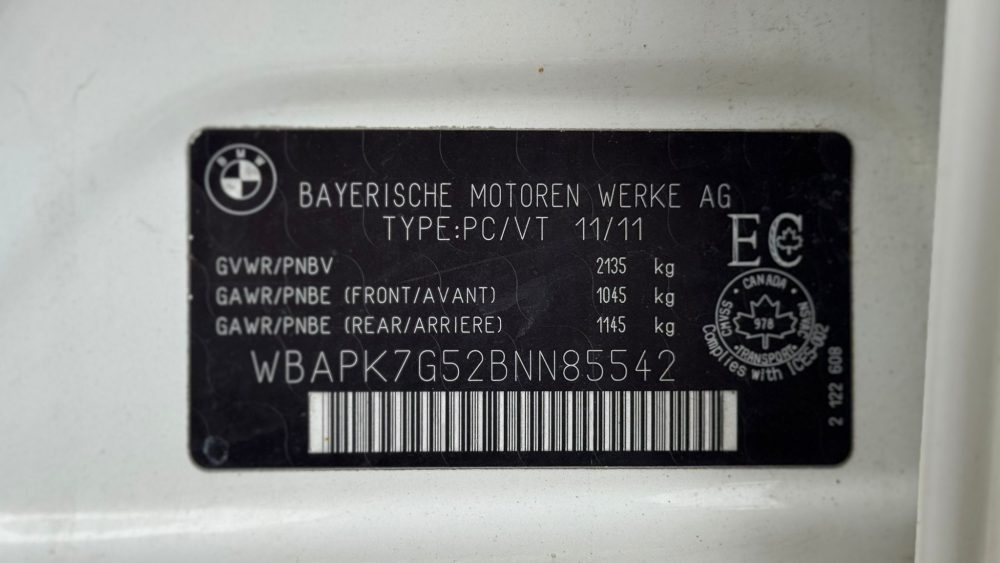 BMW
BAYERISCHE MOTOREN WERKE AG
TYPE:PC/VT 11/11
GVWR/PNBV 2135 kg
GAWR/PNBE (FRONT/AVANT) 1045 kg
GAWR/PNBE (REAR/ARRIERE) 1145 kg
WBAPK7G52BNN85542
EC
• CANADA •
CMVSS
NSVAC
978
• TRANSPORT •
Complies with ICES-002
2 122 608